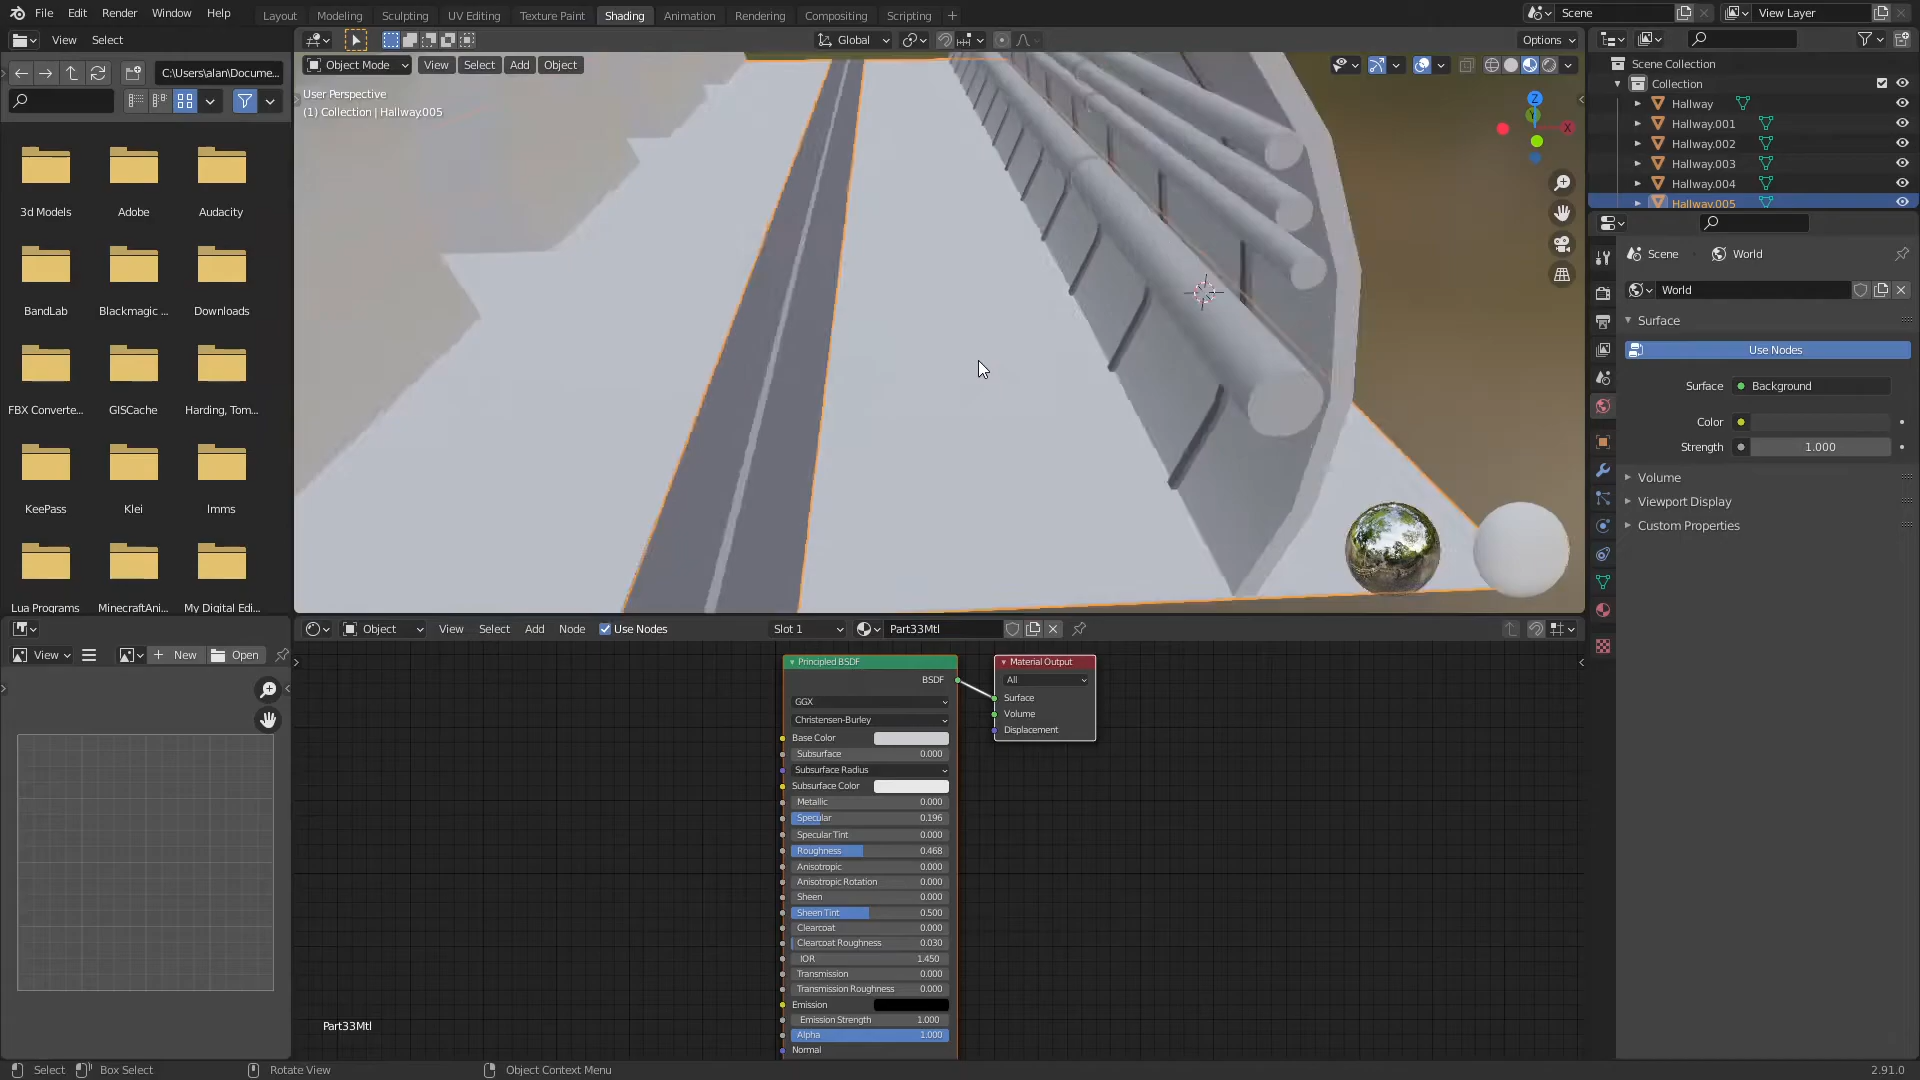 File Edit Render Window Help Layout Modeling Sculpting UV Editing Texture Paint Shading Animation Rendering Compositing Scripting + Scene View Layer
View Select Global Options
C:\Users\alan\Docume... Object Mode View Select Add Object
User Perspective
(1) Collection | Hallway.005
Scene Collection
Collection
Hallway
Hallway.001
Hallway.002
Hallway.003
Hallway.004
Hallway.005
Z
Y
X
3d Models Adobe Audacity
BandLab Blackmagic ... Downloads
FBX Converte... GISCache Harding, Tom...
KeePass Klei lmms
Lua Programs MinecraftAni... My Digital Edi...
Scene World
World
Surface
Use Nodes
Surface Background
Color
Strength 1.000
Volume
Viewport Display
Custom Properties
Object View Select Add Node Use Nodes Slot 1 Part33Mtl
View New Open
Principled BSDF
BSDF
GGX
Christensen-Burley
Base Color
Subsurface 0.000
Subsurface Radius
Subsurface Color
Metallic 0.000
Specular 0.196
Specular Tint 0.000
Roughness 0.468
Anisotropic 0.000
Anisotropic Rotation 0.000
Sheen 0.000
Sheen Tint 0.500
Clearcoat 0.000
Clearcoat Roughness 0.030
IOR 1.450
Transmission 0.000
Transmission Roughness 0.000
Emission
Emission Strength 1.000
Alpha 1.000
Normal
Material Output
All
Surface
Volume
Displacement
Part33Mtl
Select Box Select Rotate View Object Context Menu 2.91.0